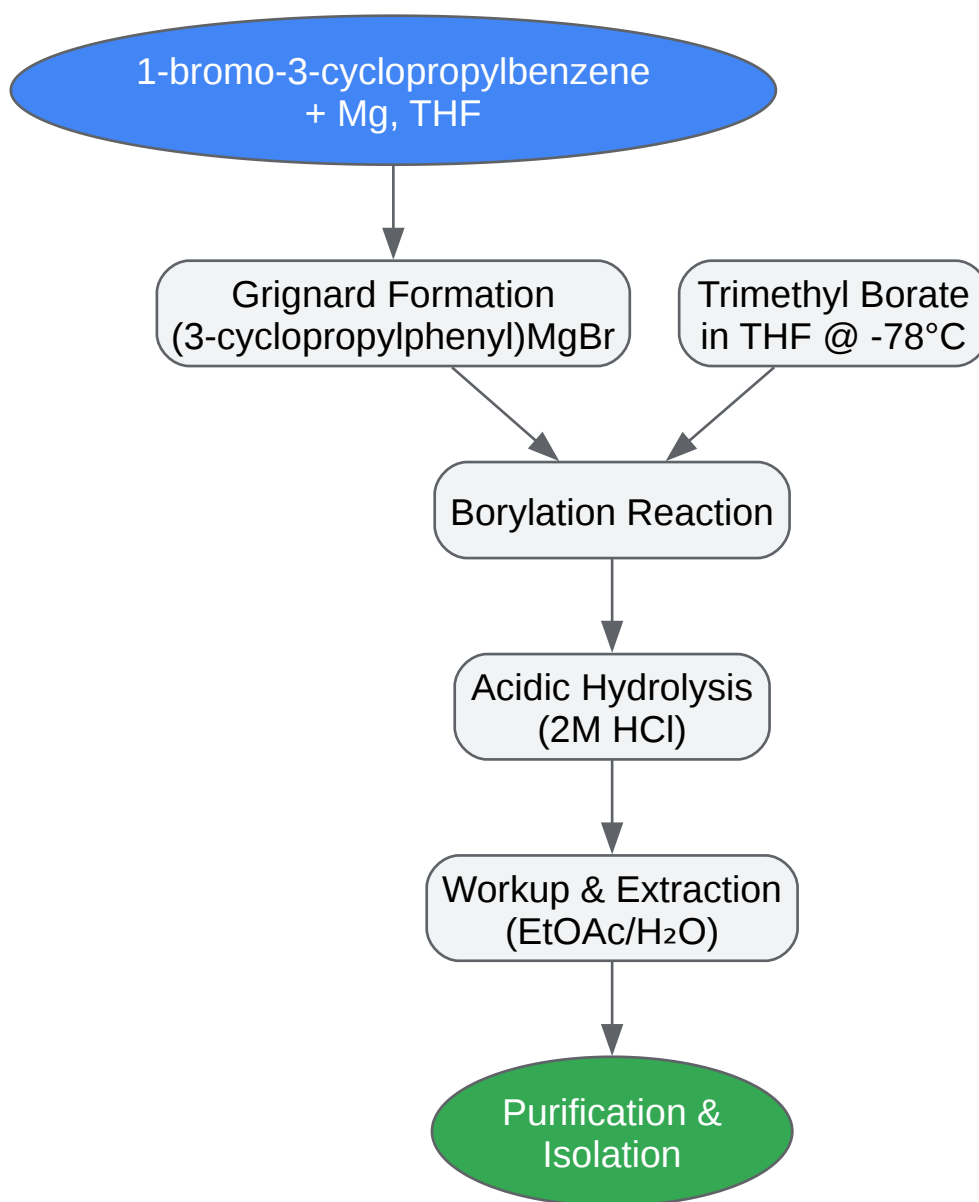 1-bromo-3-cyclopropylbenzene
+ Mg, THF
Grignard Formation
(3-cyclopropylphenyl)MgBr
Trimethyl Borate
in THF @ -78°C
Borylation Reaction
Acidic Hydrolysis
(2M HCl)
Workup & Extraction
(EtOAc/H₂O)
Purification &
Isolation